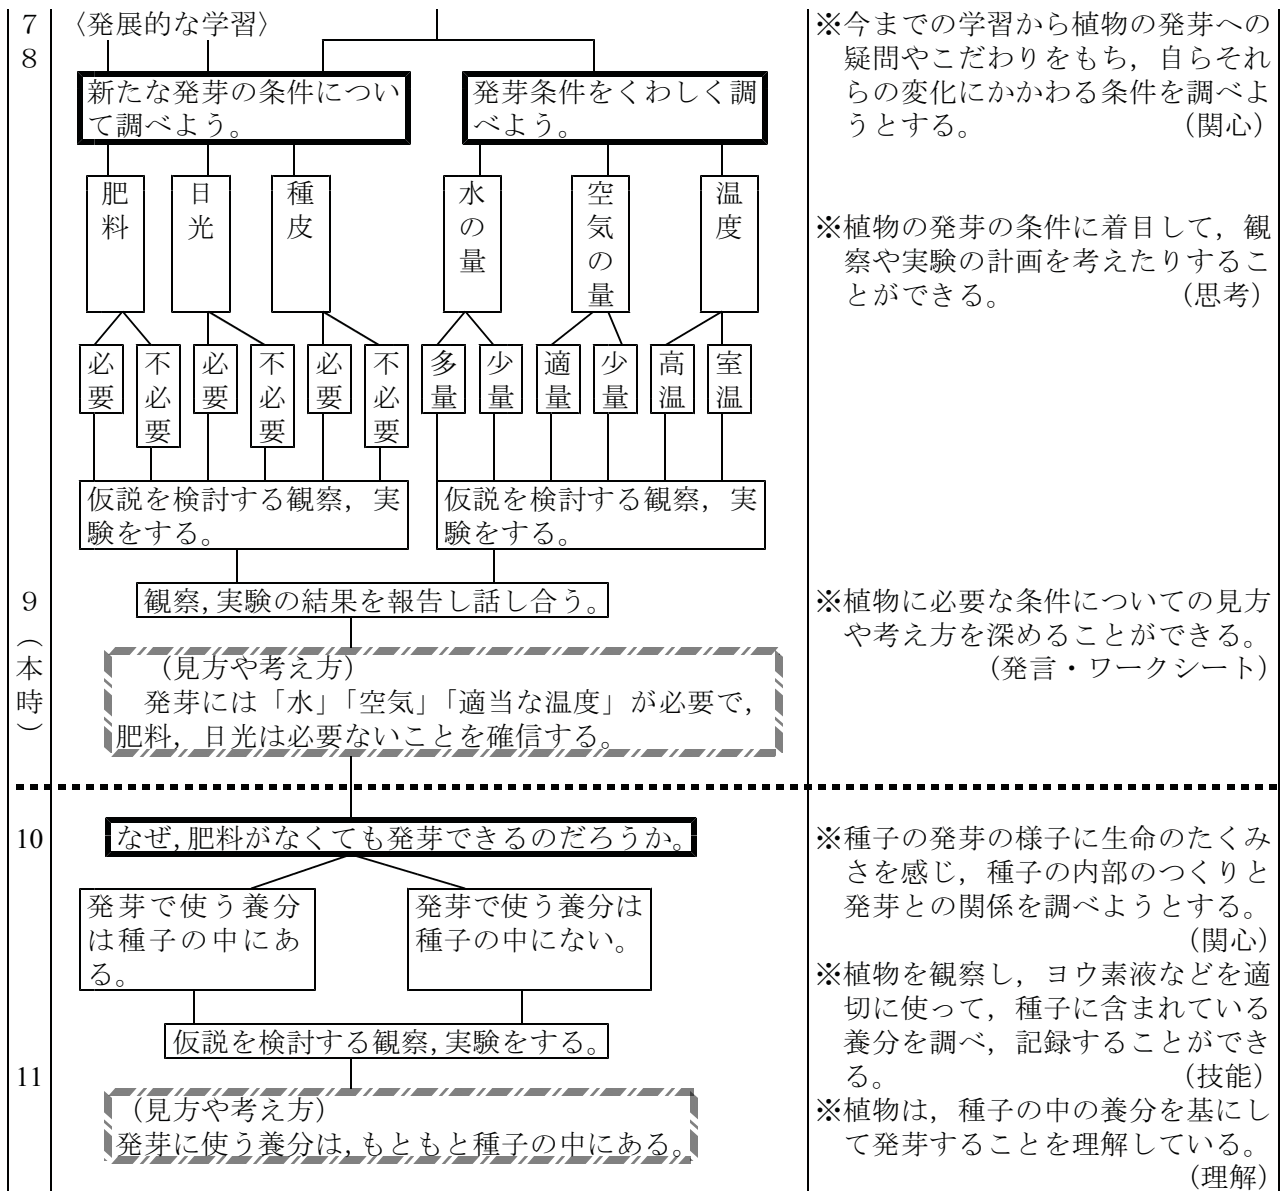 7
8
〈発展的な学習〉
新たな発芽の条件につい
て調べよう。
発芽条件をくわしく調
べよう。
肥料
日光
種皮
水の量
空気の量
温度
必要
不必要
必要
不必要
必要
不必要
多量
少量
適量
少量
高温
室温
仮説を検討する観察，実
験をする。
仮説を検討する観察，実
験をする。
9
（本時）
観察,実験の結果を報告し話し合う。
（見方や考え方）
発芽には「水」「空気」「適当な温度」が必要で，
肥料，日光は必要ないことを確信する。
10
なぜ,肥料がなくても発芽できるのだろうか。
発芽で使う養分
は種子の中にあ
る。
発芽で使う養分は
種子の中にない。
仮説を検討する観察,実験をする。
11
（見方や考え方）
発芽に使う養分は,もともと種子の中にある。
※今までの学習から植物の発芽への
疑問やこだわりをもち，自らそれ
らの変化にかかわる条件を調べよ
うとする。（関心）
※植物の発芽の条件に着目して，観
察や実験の計画を考えたりするこ
とができる。（思考）
※植物に必要な条件についての見方
や考え方を深めることができる。
（発言・ワークシート）
※種子の発芽の様子に生命のたくみ
さを感じ，種子の内部のつくりと
発芽との関係を調べようとする。
（関心）
※植物を観察し，ヨウ素液などを適
切に使って，種子に含まれている
養分を調べ，記録することができ
る。（技能）
※植物は，種子の中の養分を基にし
て発芽することを理解している。
（理解）